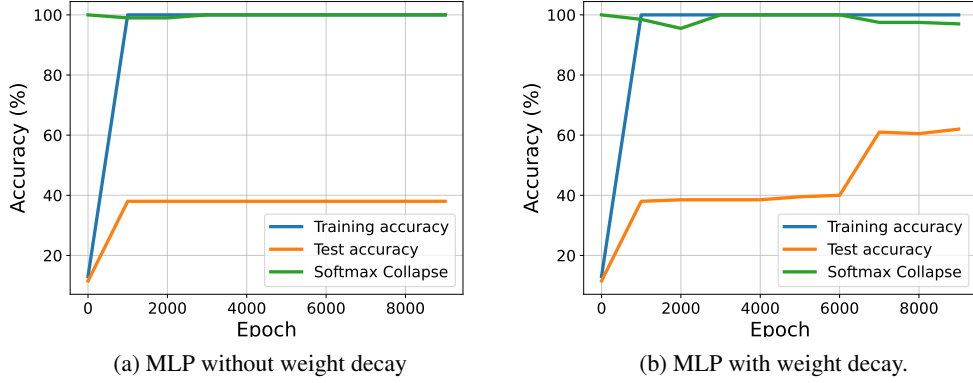 100
80
60
40
20
Accuracy (%)
Training accuracy
Test accuracy
Softmax Collapse
0 2000 4000 6000 8000
Epoch
(a) MLP without weight decay
100
80
60
40
20
Accuracy (%)
Training accuracy
Test accuracy
Softmax Collapse
0 2000 4000 6000 8000
Epoch
(b) MLP with weight decay.